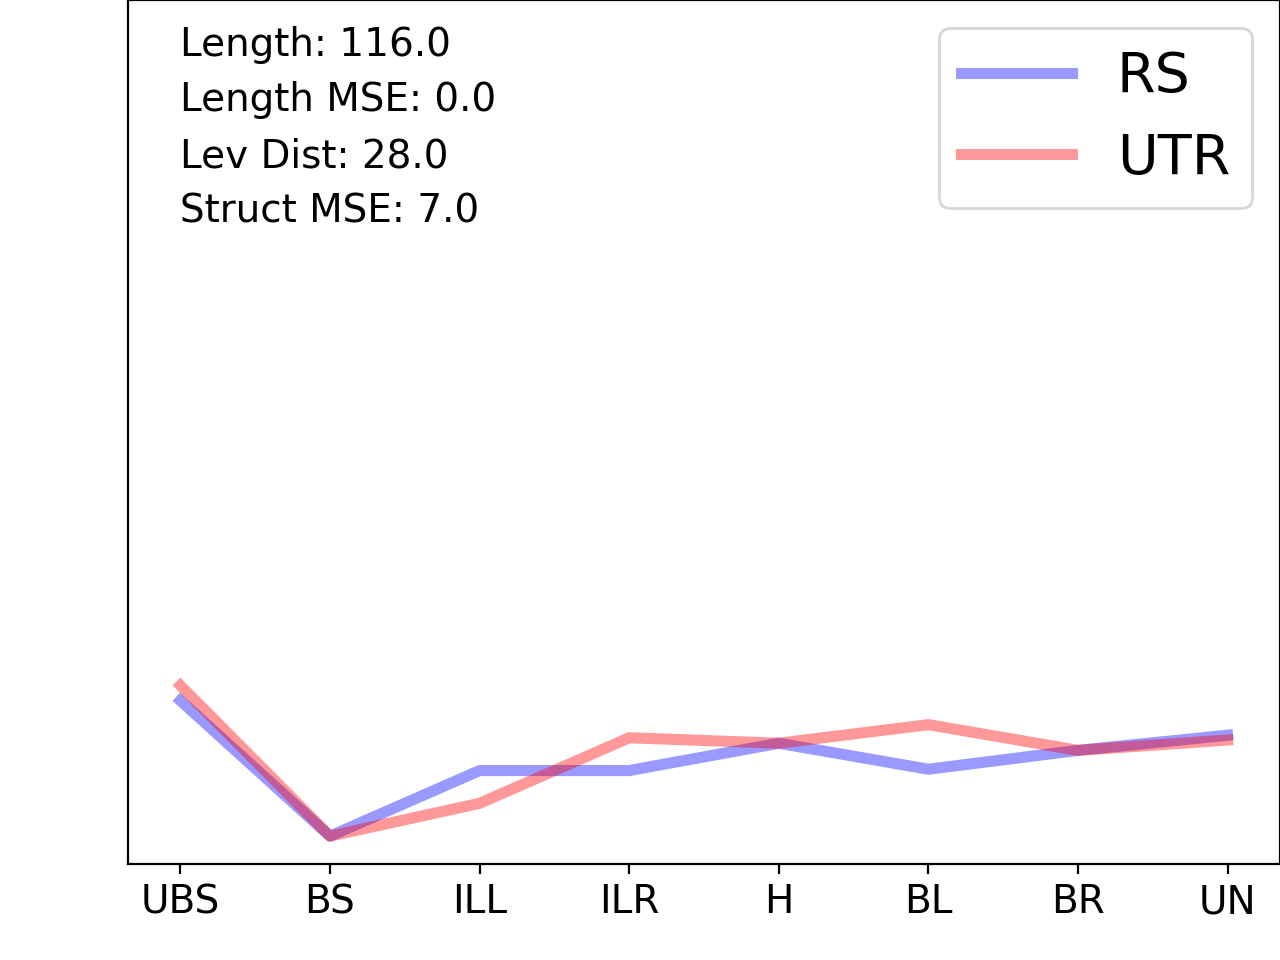 Length: 116.0
Length MSE: 0.0
Lev Dist: 28.0
Struct MSE: 7.0
RS
UTR
UBS BS ILL ILR H BL BR UN